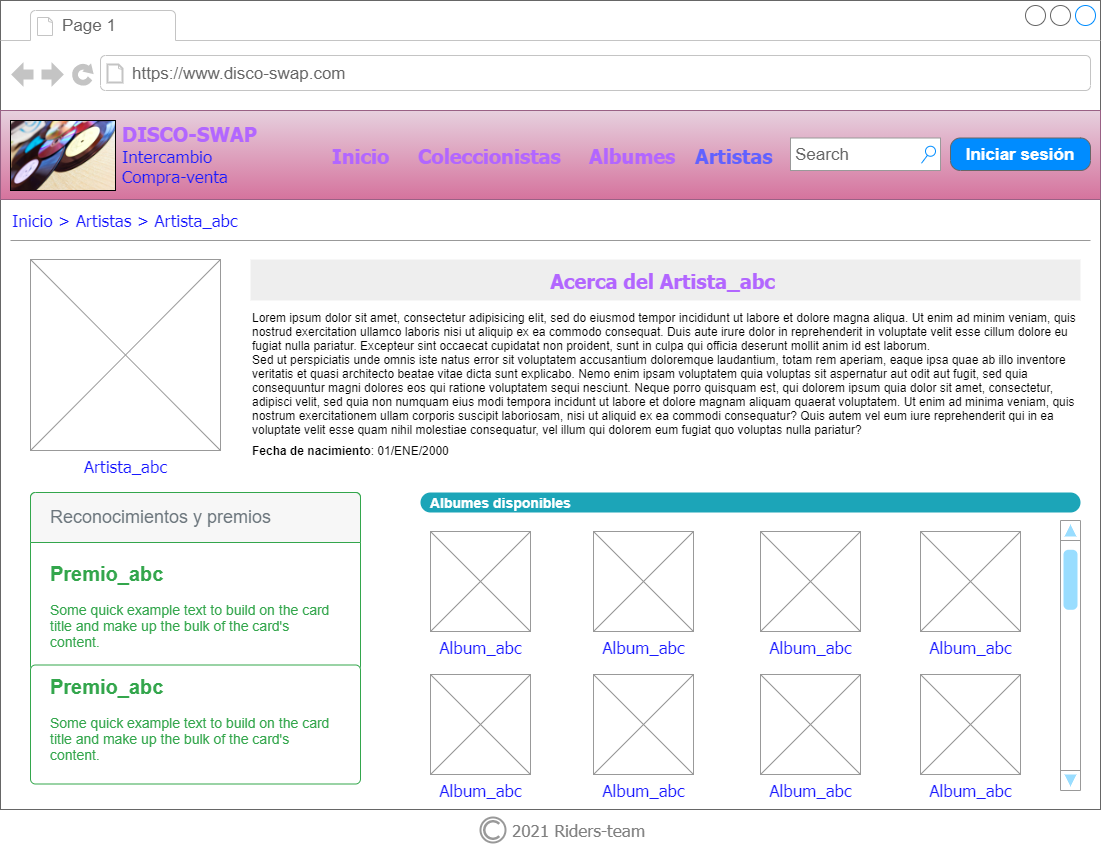 Page 1
https://www.disco-swap.com
DISCO-SWAP
Intercambio
Compra-venta
Inicio
Coleccionistas
Albumes
Artistas
Search
Iniciar sesión
Inicio > Artistas > Artista_abc
Acerca del Artista_abc
Lorem ipsum dolor sit amet, consectetur adipisicing elit, sed do eiusmod tempor incididunt ut labore et dolore magna aliqua. Ut enim ad minim veniam, quis
nostrud exercitation ullamco laboris nisi ut aliquip ex ea commodo consequat. Duis aute irure dolor in reprehenderit in voluptate velit esse cillum dolore eu
fugiat nulla pariatur. Excepteur sint occaecat cupidatat non proident, sunt in culpa qui officia deserunt mollit anim id est laborum.
Sed ut perspiciatis unde omnis iste natus error sit voluptatem accusantium doloremque laudantium, totam rem aperiam, eaque ipsa quae ab illo inventore
veritatis et quasi architecto beatae vitae dicta sunt explicabo. Nemo enim ipsam voluptatem quia voluptas sit aspernatur aut odit aut fugit, sed quia
consequuntur magni dolores eos qui ratione voluptatem sequi nesciunt. Neque porro quisquam est, qui dolorem ipsum quia dolor sit amet, consectetur,
adipisci velit, sed quia non numquam eius modi tempora incidunt ut labore et dolore magnam aliquam quaerat voluptatem. Ut enim ad minima veniam, quis
nostrum exercitationem ullam corporis suscipit laboriosam, nisi ut aliquid ex ea commodi consequatur? Quis autem vel eum iure reprehenderit qui in ea
voluptate velit esse quam nihil molestiae consequatur, vel illum qui dolorem eum fugiat quo voluptas nulla pariatur?
Fecha de nacimiento: 01/ENE/2000
Artista_abc
Reconocimientos y premios
Premio_abc
Some quick example text to build on the card
title and make up the bulk of the card's
content.
Premio_abc
Some quick example text to build on the card
title and make up the bulk of the card's
content.
Albumes disponibles
Album_abc
Album_abc
Album_abc
Album_abc
Album_abc
Album_abc
Album_abc
Album_abc
© 2021 Riders-team